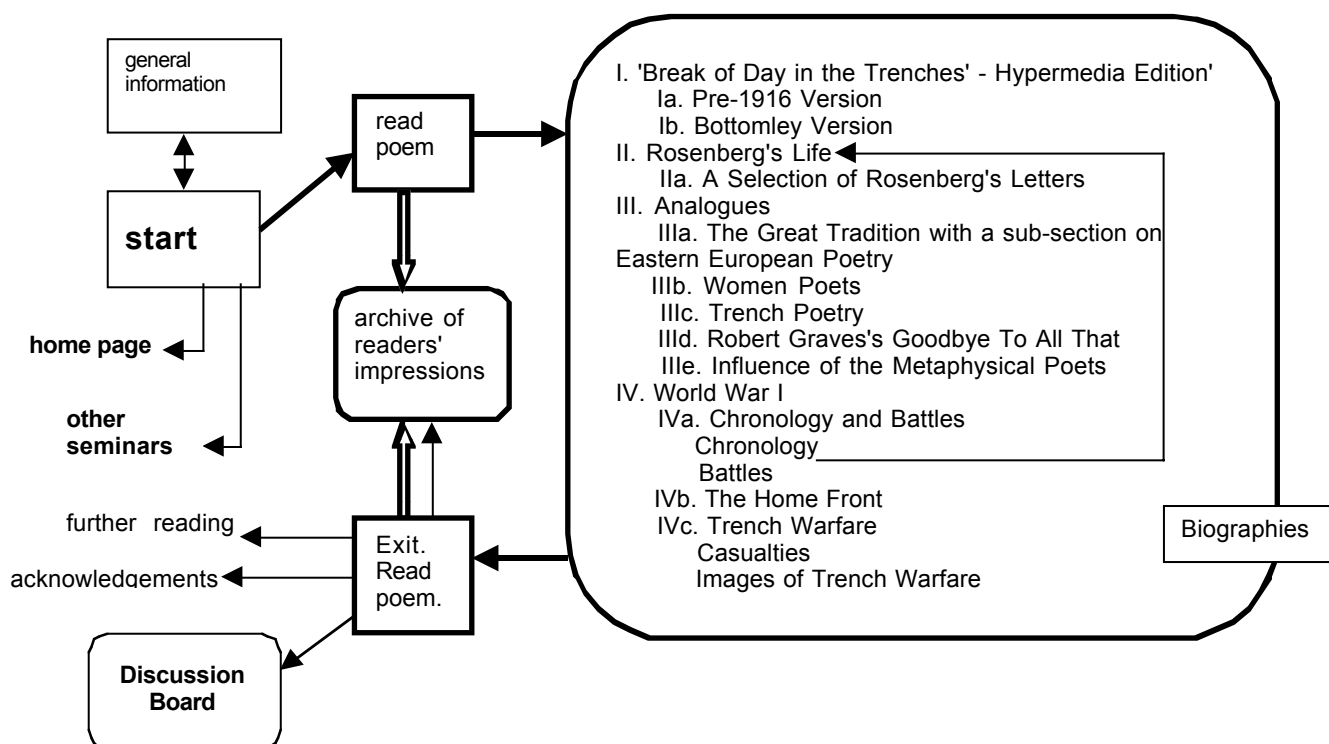 general
information
start
home page
other
seminars
read
poem
archive of
readers'
impressions
I. 'Break of Day in the Trenches' - Hypermedia Edition'
Ia. Pre-1916 Version
Ib. Bottomley Version
II. Rosenberg's Life
IIa. A Selection of Rosenberg's Letters
III. Analogues
IIIa. The Great Tradition with a sub-section on
Eastern European Poetry
IIIb. Women Poets
IIIc. Trench Poetry
IIId. Robert Graves's Goodbye To All That
IIIe. Influence of the Metaphysical Poets
IV. World War I
IVa. Chronology and Battles
Chronology
Battles
IVb. The Home Front
IVc. Trench Warfare
Casualties
Images of Trench Warfare
Biographies
Exit.
Read
poem.
further reading
acknowledgements
Discussion
Board